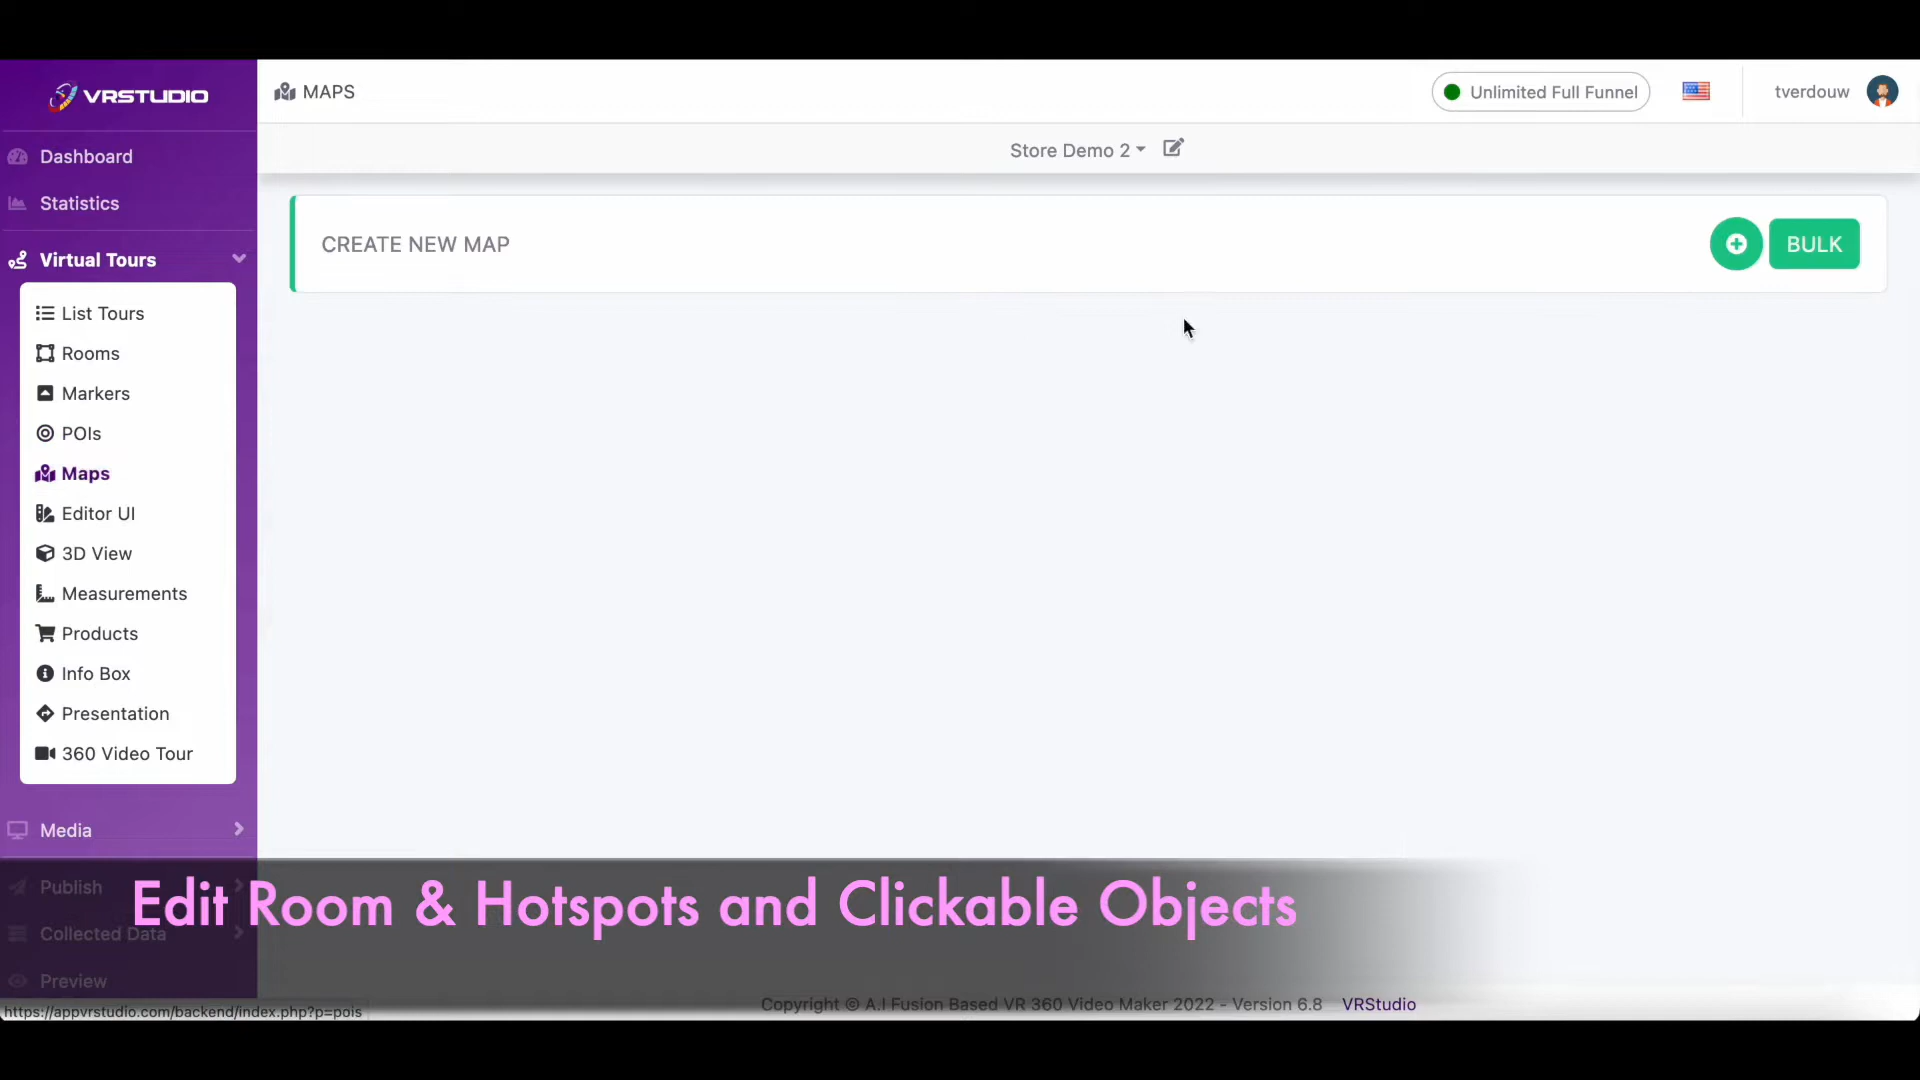 VRSTUDIO
MAPS
Unlimited Full Funnel
tverdouw
Store Demo 2
Dashboard
Statistics
Virtual Tours
List Tours
Rooms
Markers
POIs
Maps
Editor UI
3D View
Measurements
Products
Info Box
Presentation
360 Video Tour
Media
Publish
Collected Data
Preview
CREATE NEW MAP
BULK
Edit Room & Hotspots and Clickable Objects
Copyright © A.I Fusion Based VR 360 Video Maker 2022 - Version 6.8 VRStudio
https://appvrstudio.com/backend/index.php?p=pois